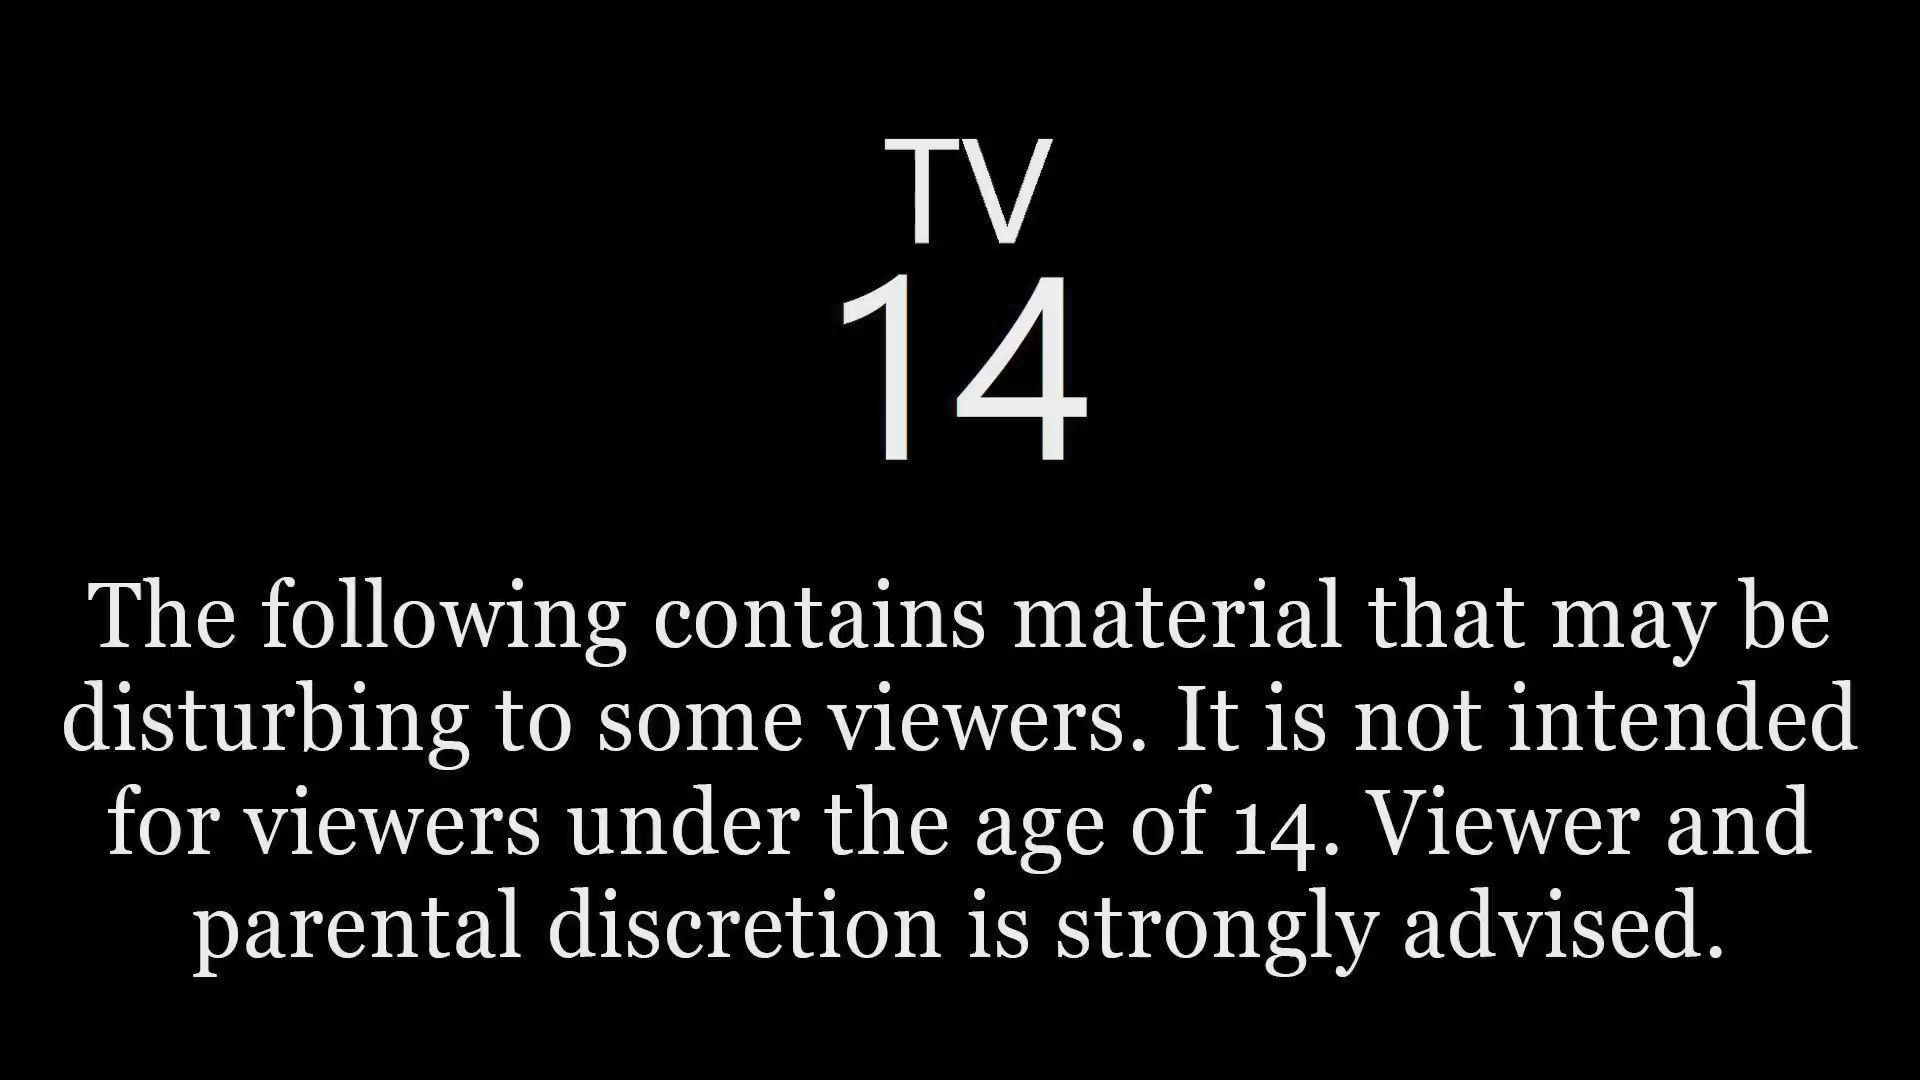 TV
14
The following contains material that may be
disturbing to some viewers. It is not intended
for viewers under the age of 14. Viewer and
parental discretion is strongly advised.